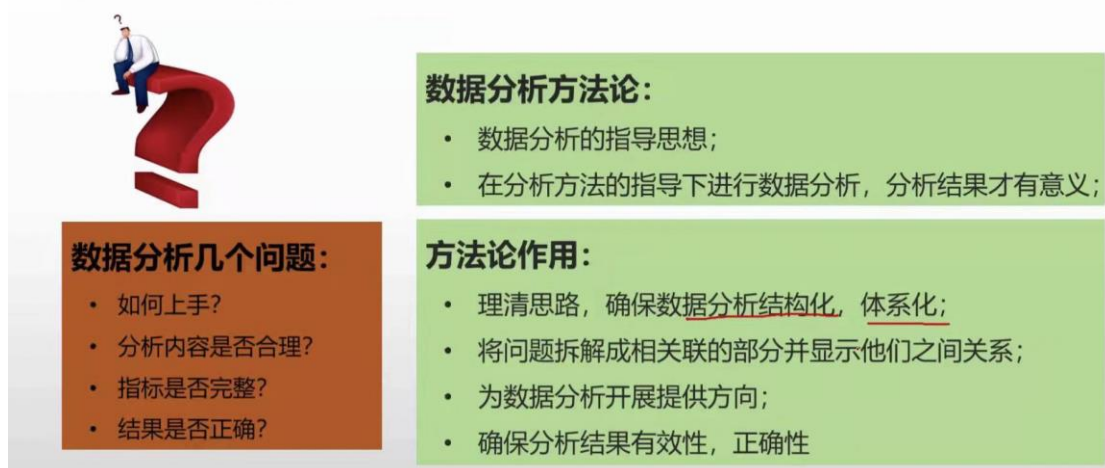 ?
数据分析方法论：
• 数据分析的指导思想；
• 在分析方法的指导下进行数据分析，分析结果才有意义；
数据分析几个问题：
• 如何上手？
• 分析内容是否合理？
• 指标是否完整？
• 结果是否正确？
方法论作用：
• 理清思路，确保数据分析结构化，体系化；
• 将问题拆解成相关联的部分并显示他们之间关系；
• 为数据分析开展提供方向；
• 确保分析结果有效性，正确性